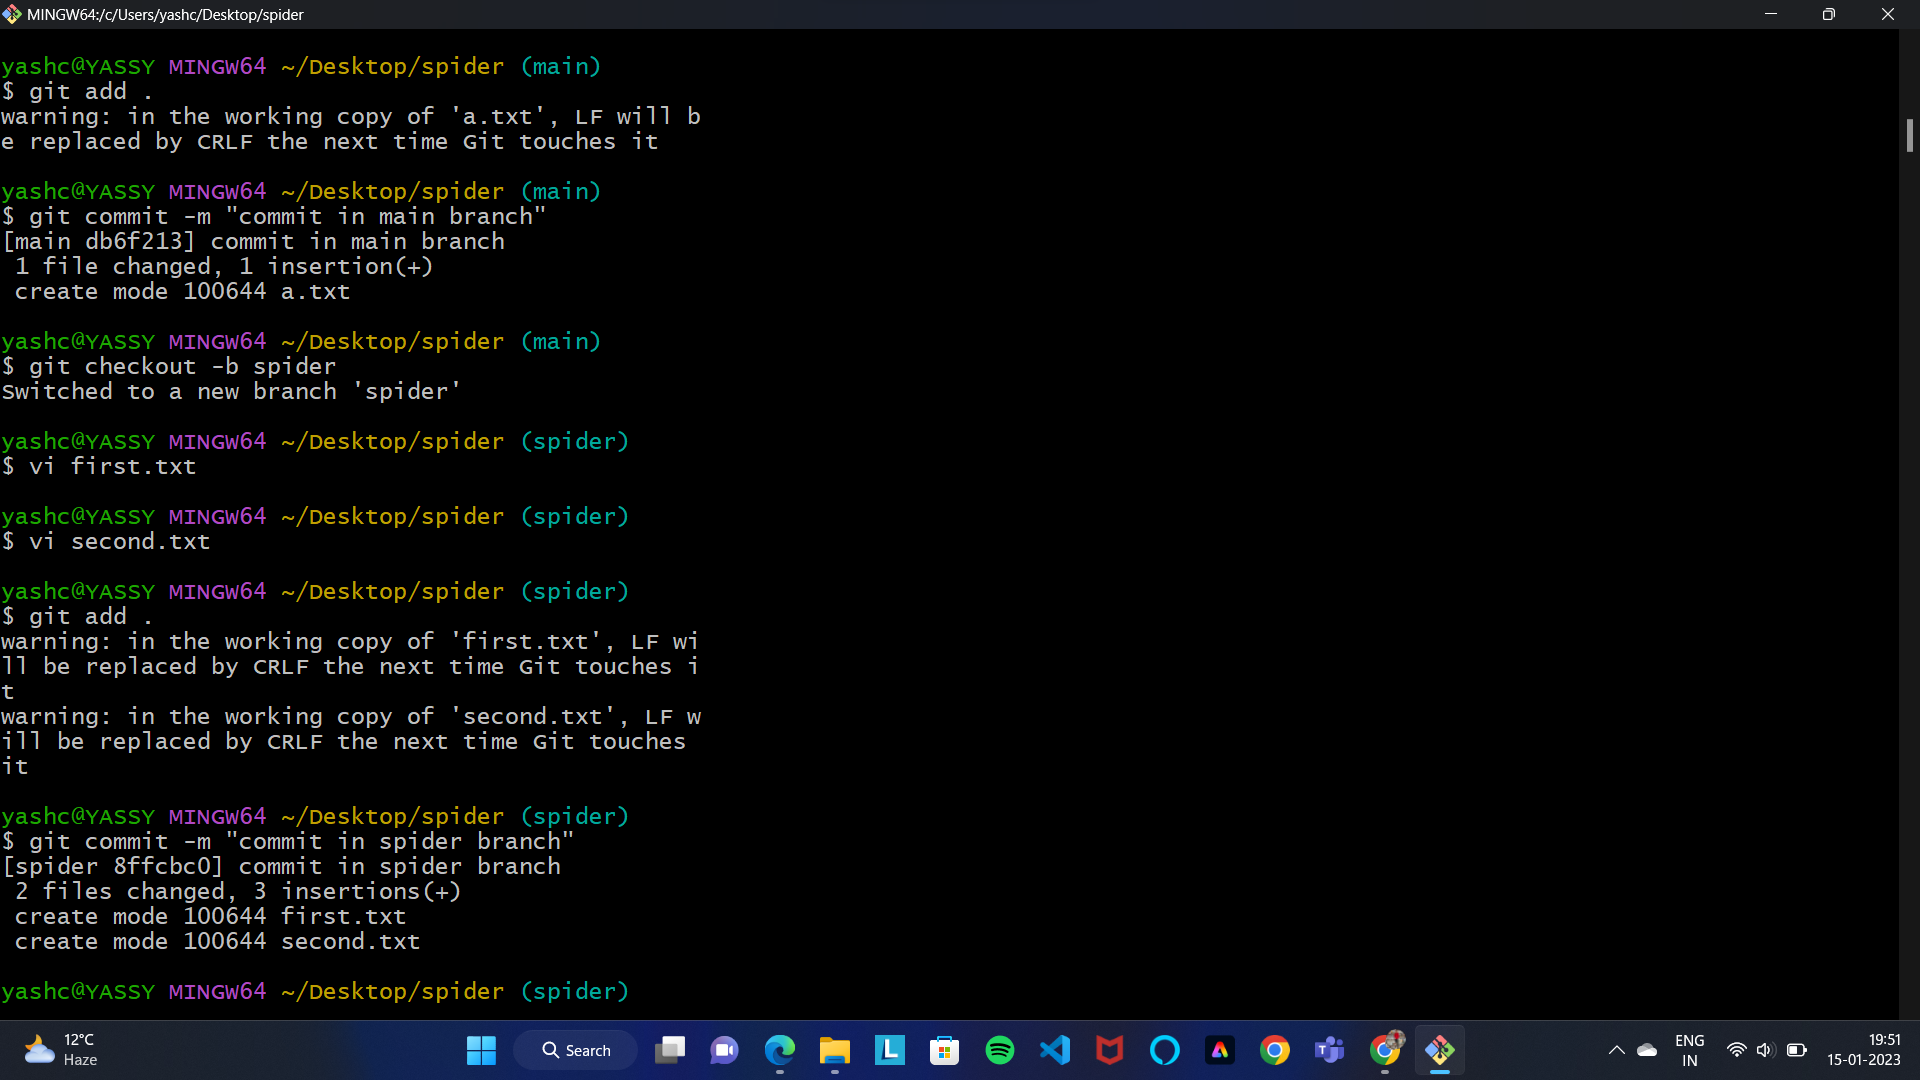 MINGW64:/c/Users/yashc/Desktop/spider
yashc@YASSY MINGW64 ~/Desktop/spider (main)
$ git add .
warning: in the working copy of 'a.txt', LF will b
e replaced by CRLF the next time Git touches it
yashc@YASSY MINGW64 ~/Desktop/spider (main)
$ git commit -m "commit in main branch"
[main db6f213] commit in main branch
1 file changed, 1 insertion(+)
create mode 100644 a.txt
yashc@YASSY MINGW64 ~/Desktop/spider (main)
$ git checkout -b spider
Switched to a new branch 'spider'
yashc@YASSY MINGW64 ~/Desktop/spider (spider)
$ vi first.txt
yashc@YASSY MINGW64 ~/Desktop/spider (spider)
$ vi second.txt
yashc@YASSY MINGW64 ~/Desktop/spider (spider)
$ git add .
warning: in the working copy of 'first.txt', LF wi
ll be replaced by CRLF the next time Git touches i
t
warning: in the working copy of 'second.txt', LF w
ill be replaced by CRLF the next time Git touches
it
yashc@YASSY MINGW64 ~/Desktop/spider (spider)
$ git commit -m "commit in spider branch"
[spider 8ffcbc0] commit in spider branch
2 files changed, 3 insertions(+)
create mode 100644 first.txt
create mode 100644 second.txt
yashc@YASSY MINGW64 ~/Desktop/spider (spider)
12°C
Haze
Search
L
T
ENG
IN
19:51
15-01-2023